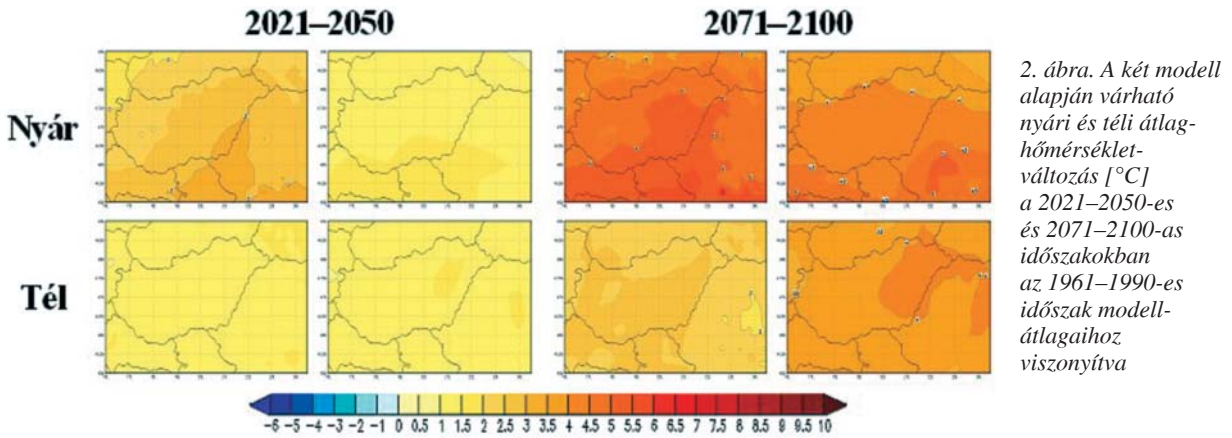 2021–2050
2071–2100
Nyár
Tél
-6 -5 -4 -3 -2 -1 0 0.5 1 1.5 2 2.5 3 3.5 4 4.5 5 5.5 6 6.5 7 7.5 8 8.5 9 9.5 10
2. ábra. A két modell
alapján várható
nyári és téli átlag-
hőmérséklet-
változás [°C]
a 2021–2050-es
és 2071–2100-as
időszakokban
az 1961–1990-es
időszak modell-
átlagaihoz
viszonyítva